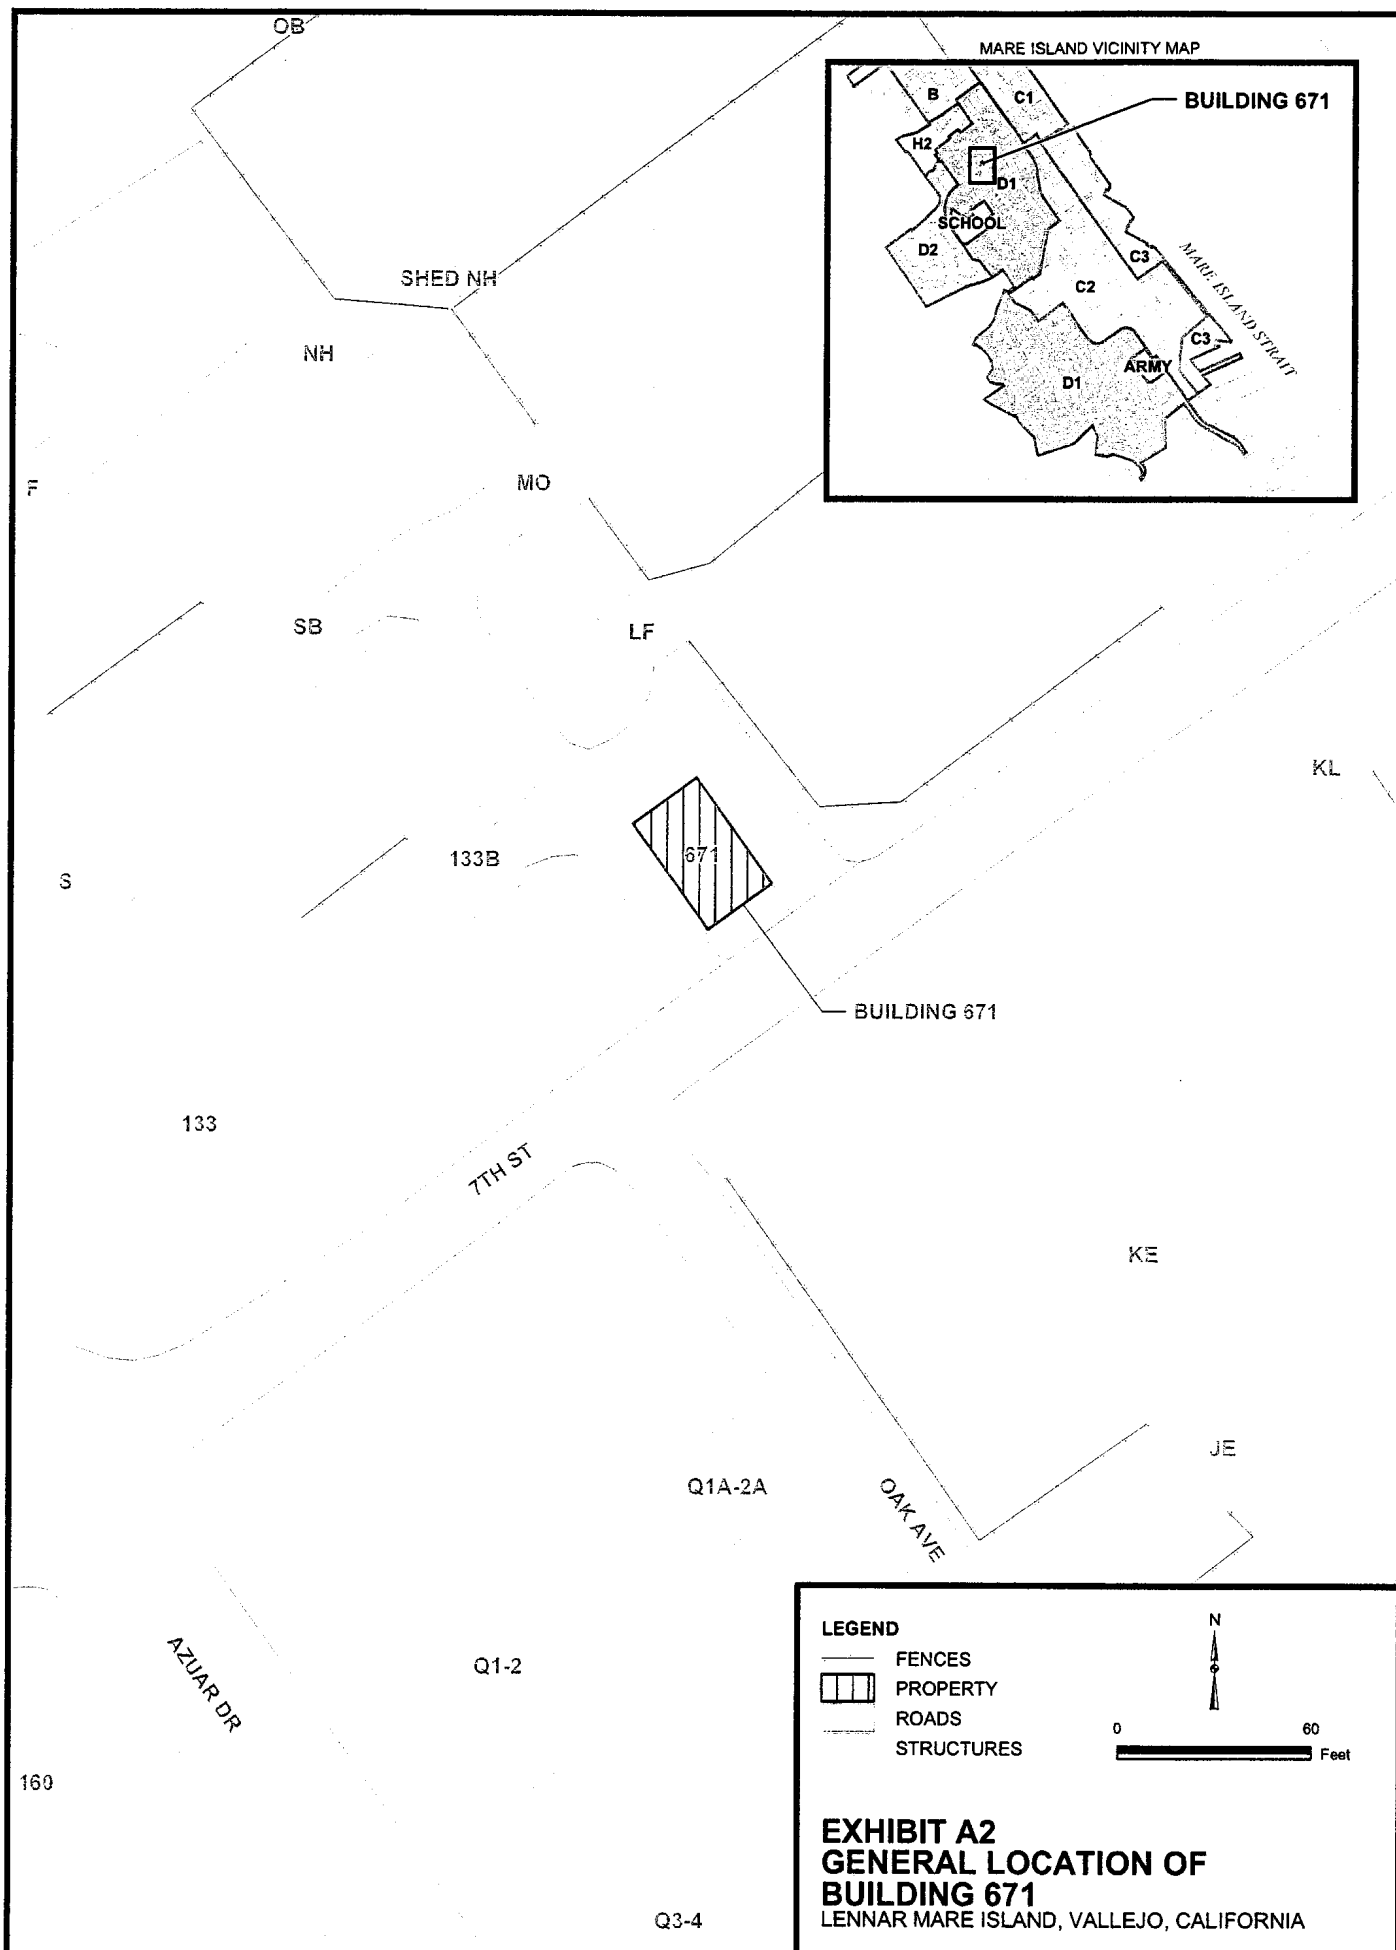 OB
MARE ISLAND VICINITY MAP
B
C1
BUILDING 671
H2
D1
SCHOOL
D2
C3
MARE ISLAND STRAIT
C2
C3
ARMY
D1
SHED NH
NH
F
MO
SB
LF
KL
133B
671
S
BUILDING 671
133
7TH ST
KE
JE
Q1A-2A
OAK AVE
AZUAR DR
Q1-2
160
Q3-4
LEGEND
FENCES
PROPERTY
ROADS
STRUCTURES
N
0 60
Feet
EXHIBIT A2
GENERAL LOCATION OF
BUILDING 671
LENNAR MARE ISLAND, VALLEJO, CALIFORNIA